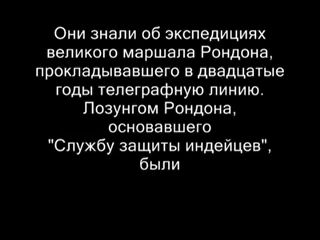 Они знали об экспедициях
великого маршала Рондона,
прокладывавшего в двадцатые
годы телеграфную линию.
Лозунгом Рондона,
основавшего
"Службу защиты индейцев",
были